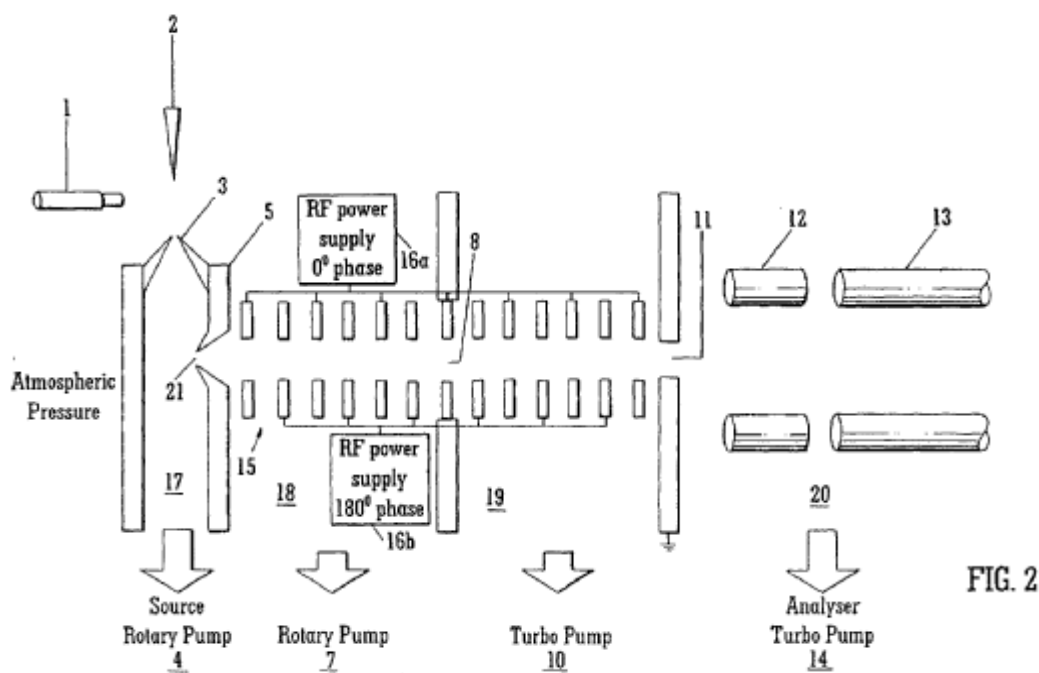 2
1
3
5
RF power
supply
0⁰ phase
16a
8
11
12
13
Atmospheric
Pressure
21
15
RF power
supply
180⁰ phase
16b
17
18
19
20
FIG. 2
Source
Rotary Pump
4
Rotary Pump
7
Turbo Pump
10
Analyser
Turbo Pump
14